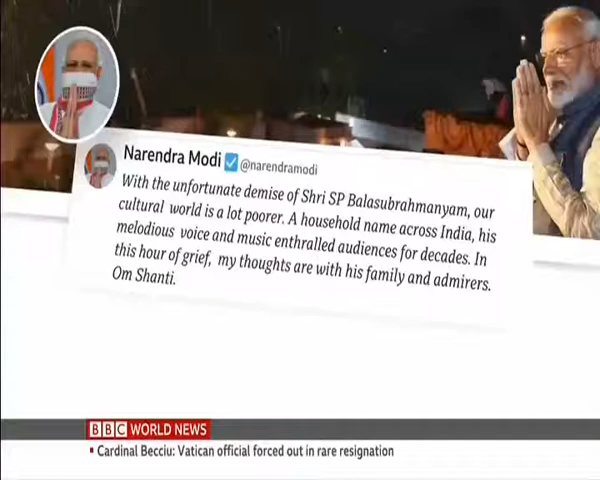 Narendra Modi @narendramodi
With the unfortunate demise of Shri SP Balasubrahmanyam, our
cultural world is a lot poorer. A household name across India, his
melodious voice and music enthralled audiences for decades. In
this hour of grief, my thoughts are with his family and admirers.
Om Shanti.
BBC WORLD NEWS
Cardinal Becciu: Vatican official forced out in rare resignation